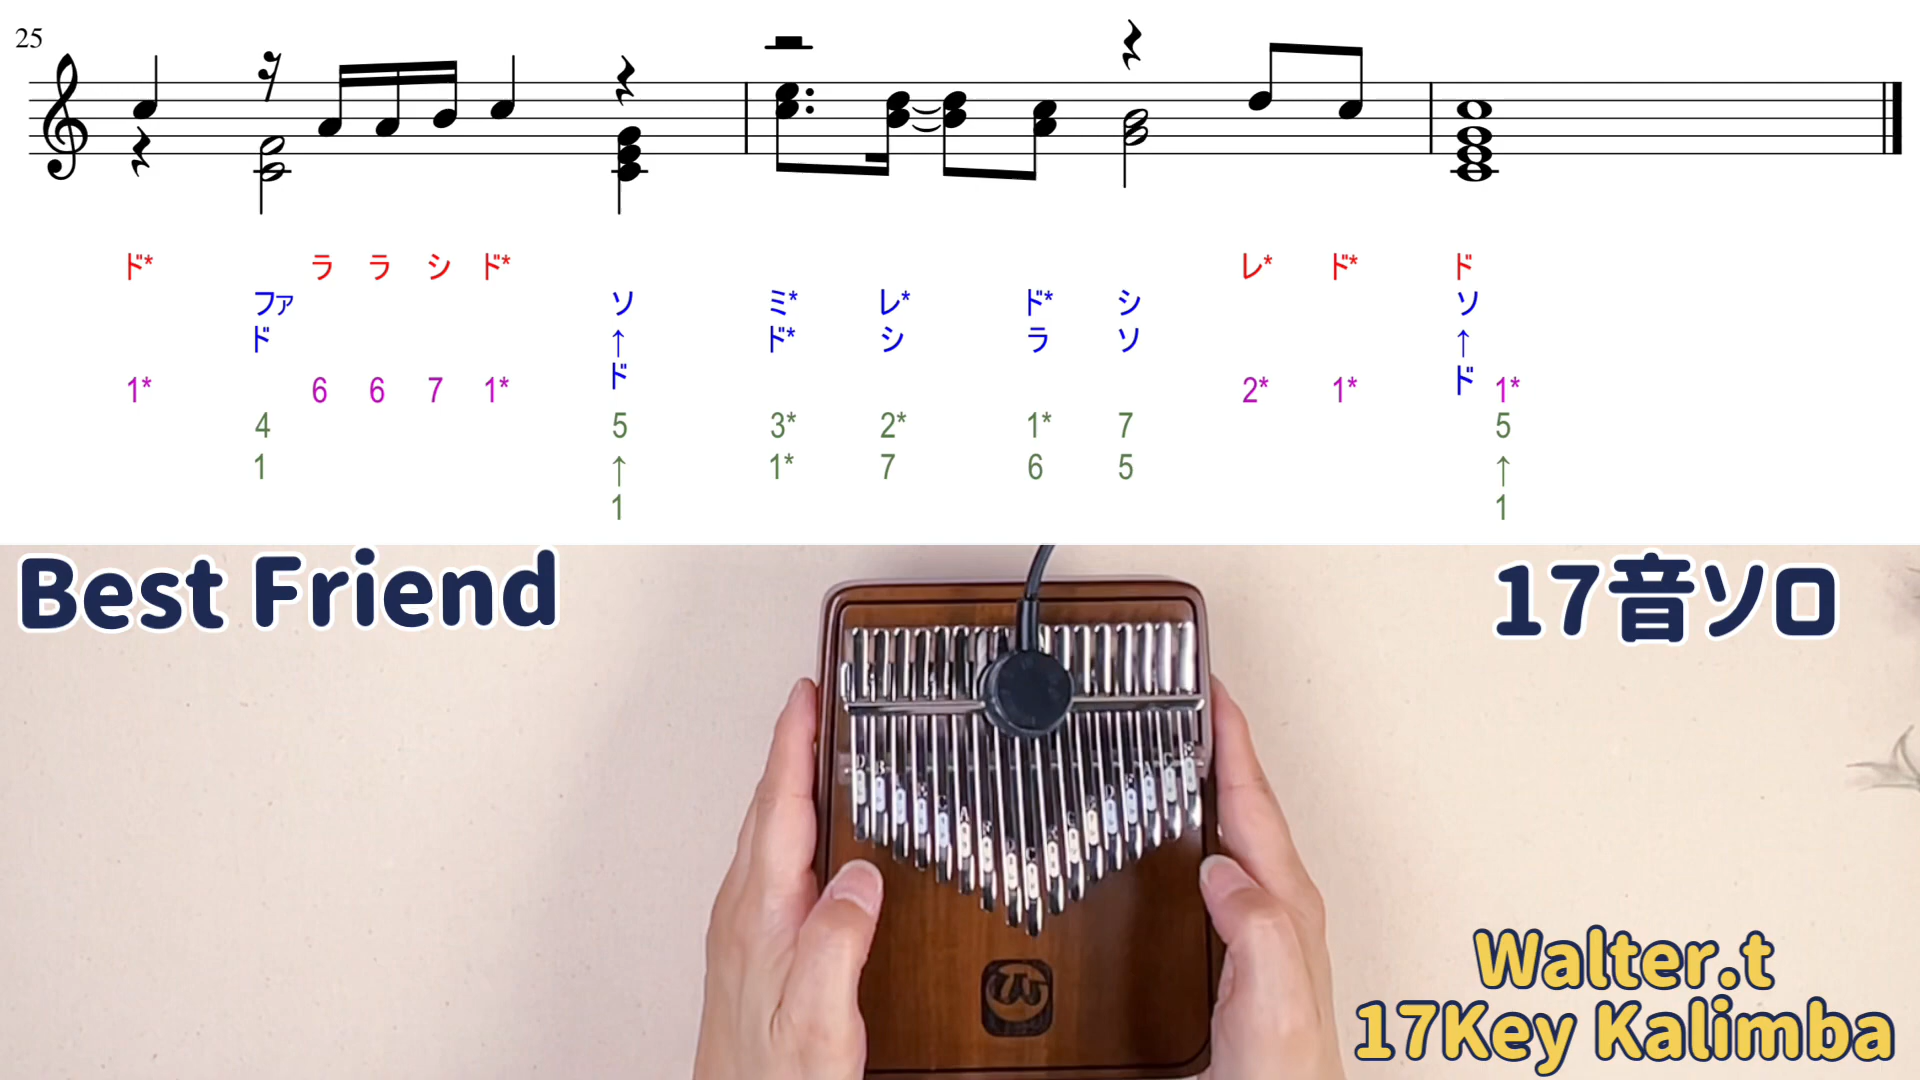 25
ド* ラ ラ シ ド* レ* ド* ド
ファ ソ ミ* レ* ド* シ ソ
ド ↑ ド* シ ラ ソ ↑
ド ド
1* 6 6 7 1* 2* 1* 1*
4 5 3* 2* 1* 7 5
1 ↑ 1* 7 6 5 ↑
1 1
Best Friend
17音ソロ
Walter.t
17Key Kalimba